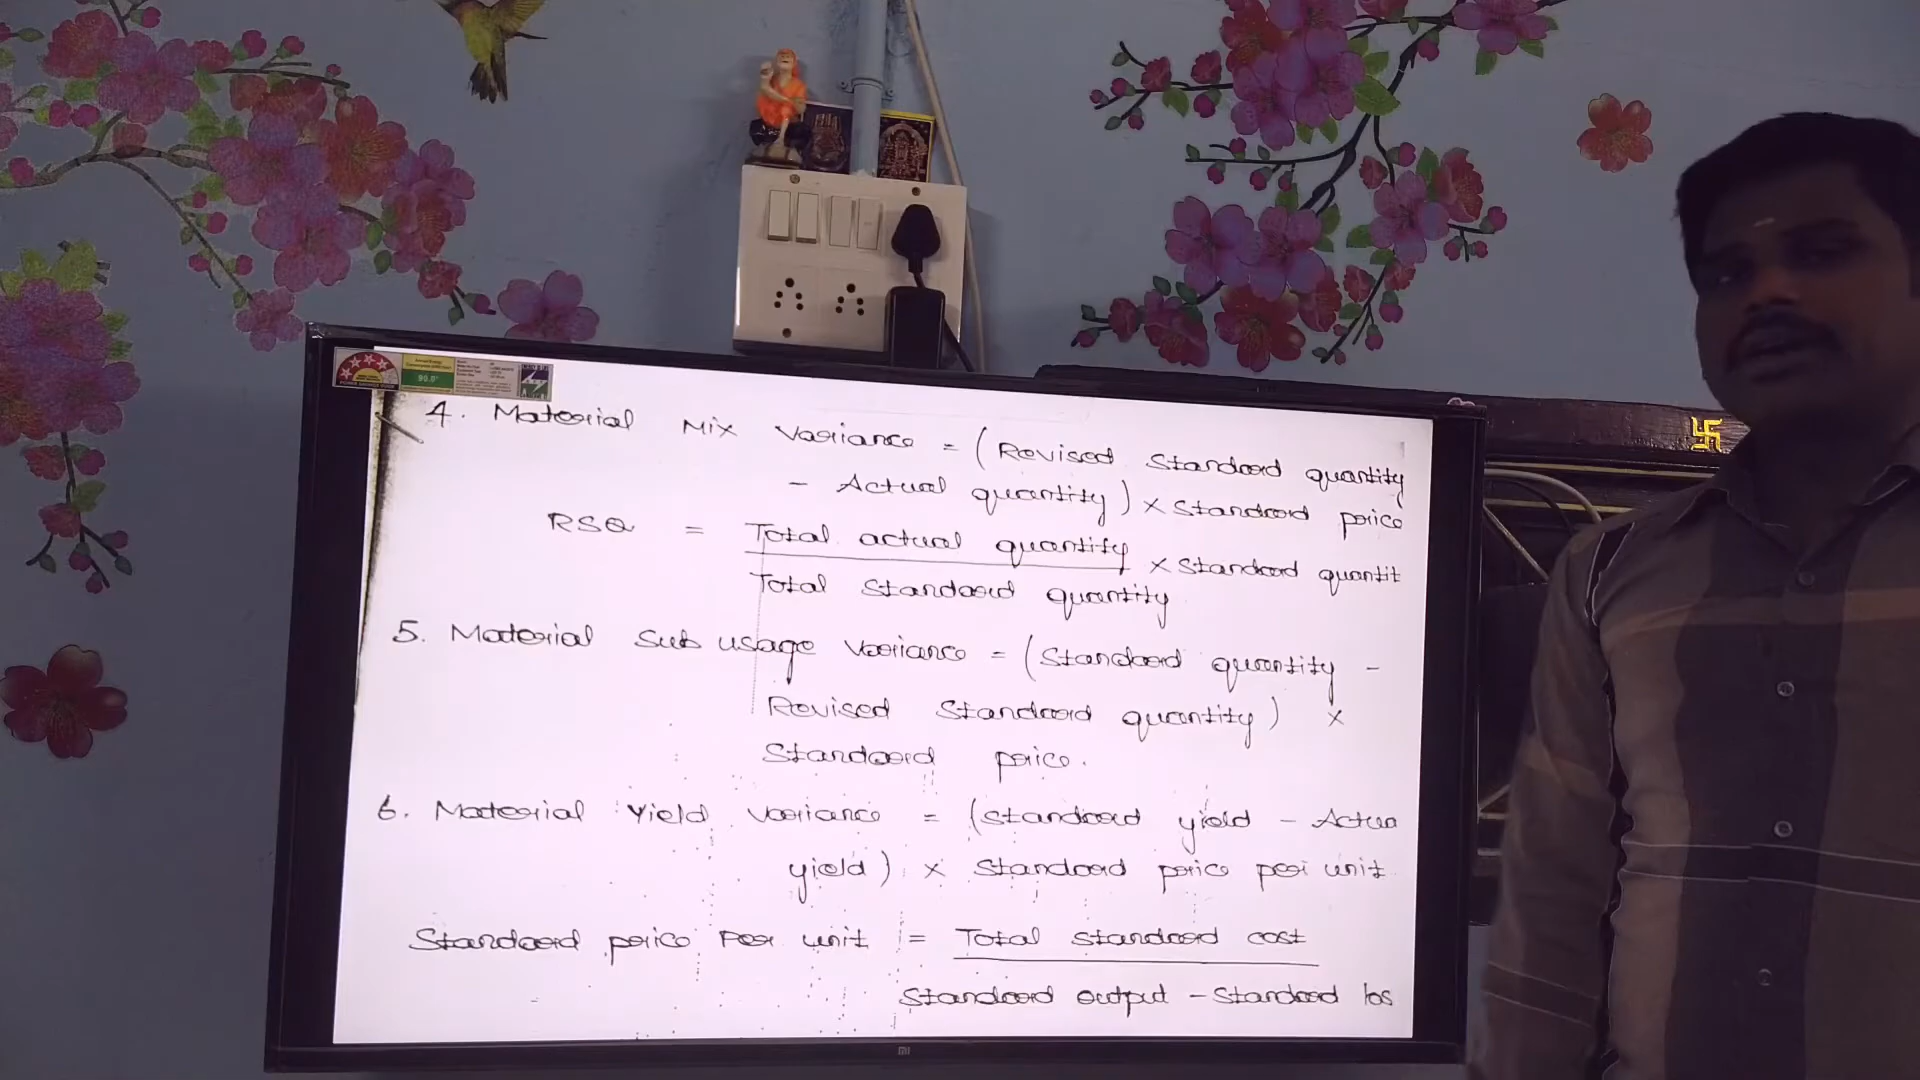 4. Material Mix Variance = (Revised Standard quantity
- Actual quantity) × Standard price
RSQ = Total actual quantity × Standard quantit
Total Standard quantity
5. Material Sub usage Variance = (Standard quantity -
Revised Standard quantity) ×
Standard price.
6. Material Yield Variance = (Standard yield - Actua
yield) × Standard price per unit
Standard price Per unit = Total standard cost
Standard output - Standard los
mi